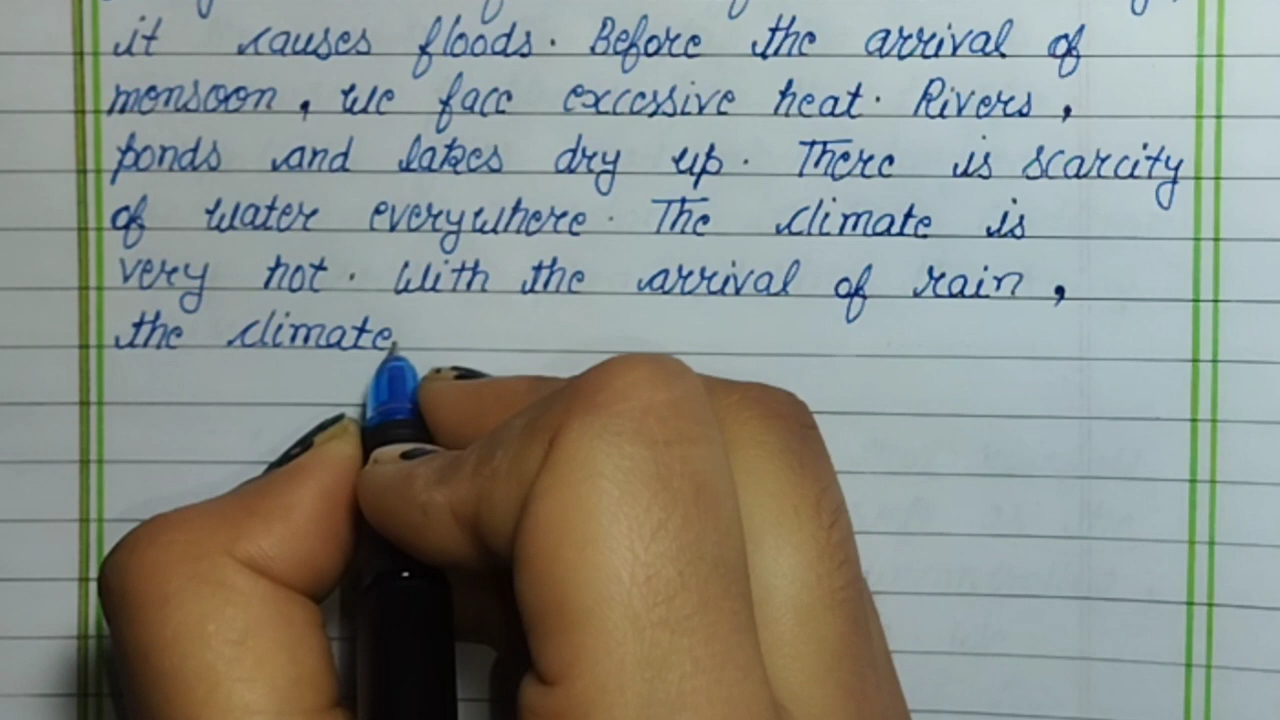 it causes floods. Before the arrival of
monsoon, we face excessive heat. Rivers,
ponds and lakes dry up. There is scarcity
of water everywhere. The climate is
very hot. With the arrival of rain,
the climate